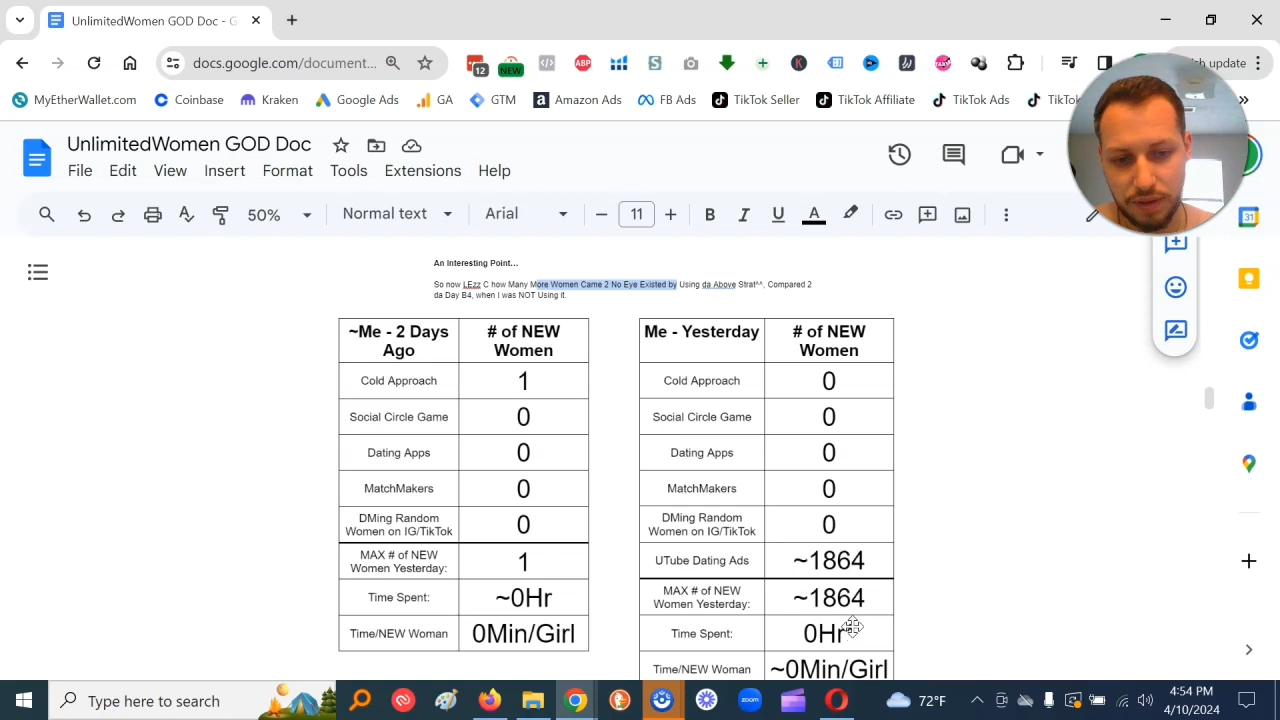 UnlimitedWomen GOD Doc - G
docs.google.com/document...
12
NEW
ABP
MyEtherWallet.com
Coinbase
Kraken
Google Ads
GA
GTM
Amazon Ads
FB Ads
TikTok Seller
TikTok Affiliate
TikTok Ads
UnlimitedWomen GOD Doc
File Edit View Insert Format Tools Extensions Help
50% Normal text Arial 11 B I U A
31
An Interesting Point...
So now LEzz C how Many More Women Came 2 No Eye Existed by Using da Above Strat^^, Compared 2
da Day B4, when I was NOT Using it.
~Me - 2 Days Ago
# of NEW Women
Cold Approach 1
Social Circle Game 0
Dating Apps 0
MatchMakers 0
DMing Random Women on IG/TikTok 0
MAX # of NEW Women Yesterday: 1
Time Spent: ~0Hr
Time/NEW Woman 0Min/Girl
Me - Yesterday
# of NEW Women
Cold Approach 0
Social Circle Game 0
Dating Apps 0
MatchMakers 0
DMing Random Women on IG/TikTok 0
UTube Dating Ads ~1864
MAX # of NEW Women Yesterday: ~1864
Time Spent: 0Hr
Time/NEW Woman ~0Min/Girl
Type here to search
zoom
72°F
4:54 PM
4/10/2024